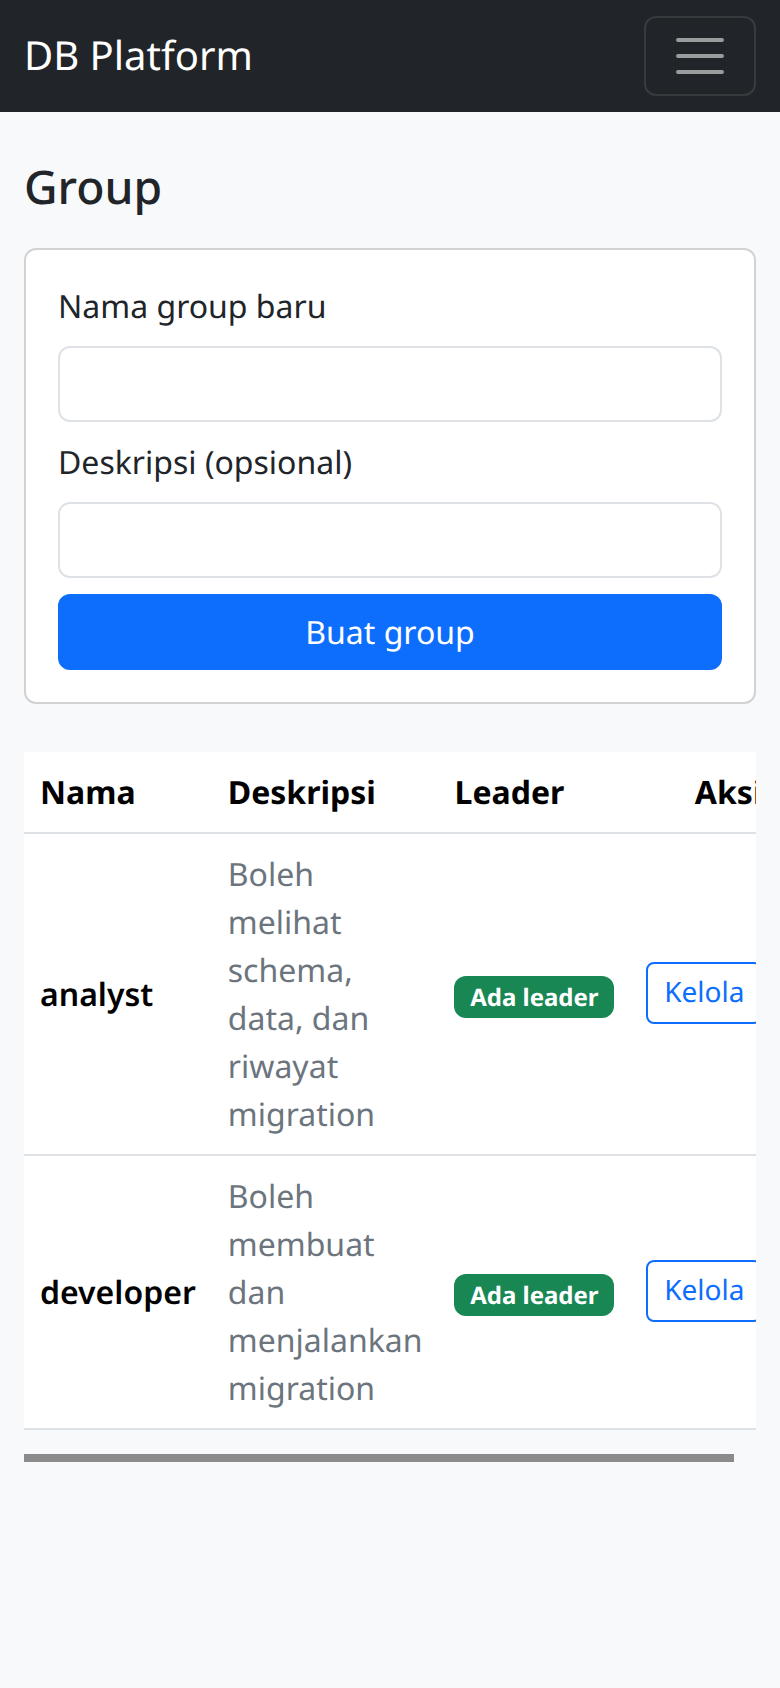 DB Platform
Group
Nama group baru
Deskripsi (opsional)
Buat group
Nama Deskripsi Leader Aksi
analyst
Boleh
melihat
schema,
data, dan
riwayat
migration
Ada leader
Kelola
developer
Boleh
membuat
dan
menjalankan
migration
Ada leader
Kelola